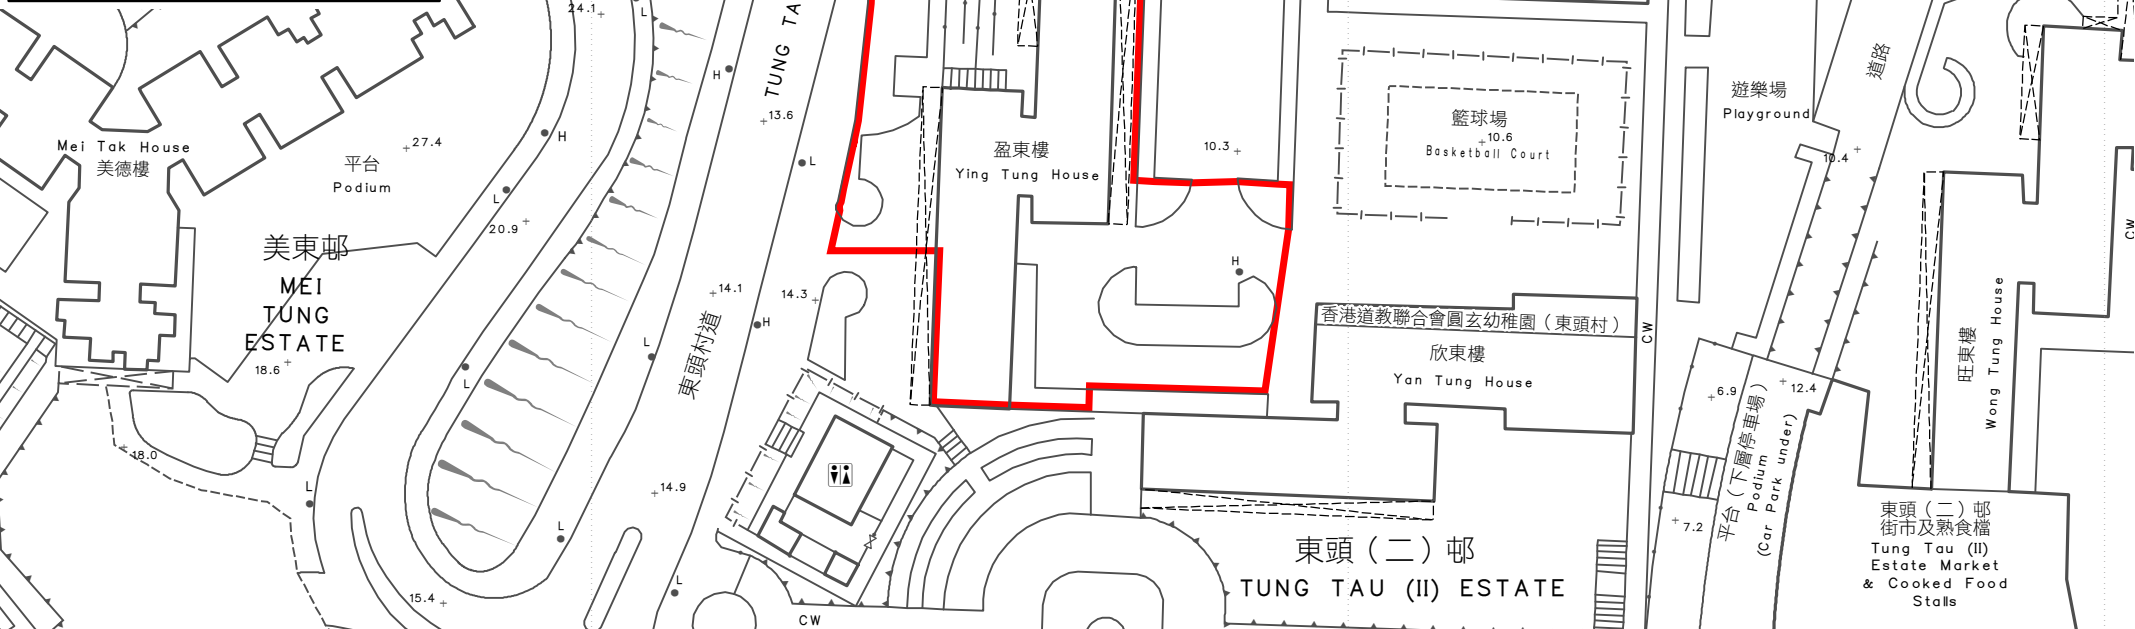 24.1
L
TUNG TA
H
13.6
Mei Tak House
美德樓
平台
Podium
27.4
H
L
L
20.9
美東邨
MEI
TUNG
ESTATE
18.6
18.0
L
L
L
L
15.4
14.1
14.3
H
東頭村道
14.9
L
CW
盈東樓
Ying Tung House
10.3
H
籃球場
10.6
Basketball Court
香港道教聯合會圓玄幼稚園（東頭村）
欣東樓
Yan Tung House
CW
東頭（二）邨
TUNG TAU (II) ESTATE
遊樂場
Playground
道路
10.4
6.9
12.4
7.2
平台（下層停車場）
Podium
(Car Park under)
旺東樓
Wong Tung House
CW
東頭（二）邨
街市及熟食檔
Tung Tau (II)
Estate Market
& Cooked Food
Stalls